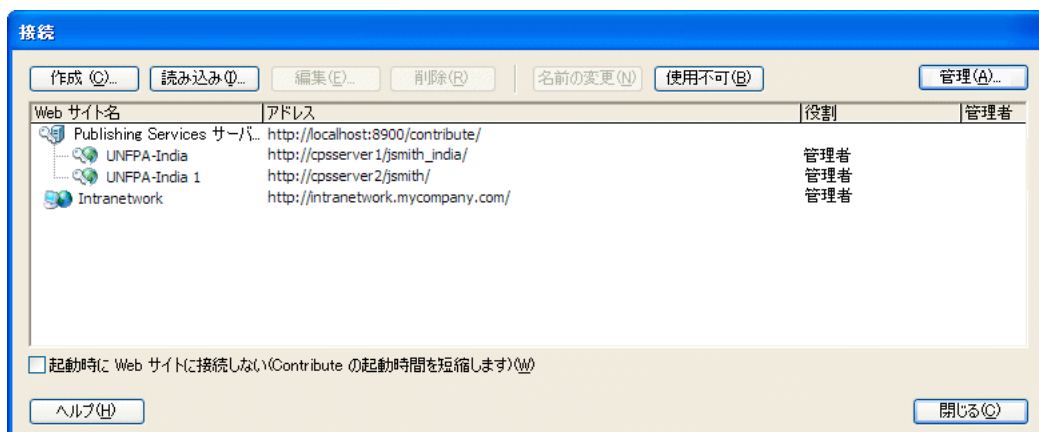 接続
作成 (C)... 読み込み(I)... 編集(E)... 削除(R) 名前の変更(N) 使用不可(B) 管理(A)...
Web サイト名 アドレス 役割 管理者
Publishing Services サーバ... http://localhost:8900/contribute/
UNFPA-India http://cpsserver1/jsmith_india/ 管理者
UNFPA-India 1 http://cpsserver2/jsmith/ 管理者
Intranetwork http://intranetwork.mycompany.com/ 管理者
起動時に Web サイトに接続しない(Contribute の起動時間を短縮します)(W)
ヘルプ(H) 閉じる(C)